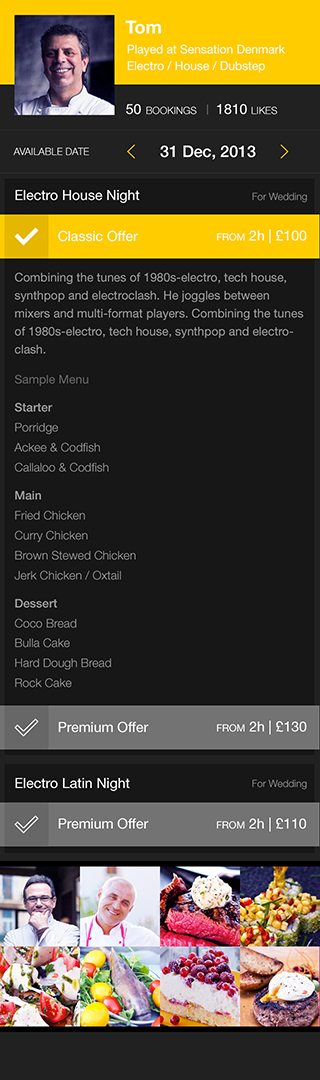 Tom
Played at Sensation Denmark
Electro / House / Dubstep
50 BOOKINGS | 1810 LIKES
AVAILABLE DATE 31 Dec, 2013
Electro House Night For Wedding
Classic Offer FROM 2h | £100
Combining the tunes of 1980s-electro, tech house,
synthpop and electroclash. He joggles between
mixers and multi-format players. Combining the tunes
of 1980s-electro, tech house, synthpop and electro-
clash.
Sample Menu
Starter
Porridge
Ackee & Codfish
Callaloo & Codfish
Main
Fried Chicken
Curry Chicken
Brown Stewed Chicken
Jerk Chicken / Oxtail
Dessert
Coco Bread
Bulla Cake
Hard Dough Bread
Rock Cake
Premium Offer FROM 2h | £130
Electro Latin Night For Wedding
Premium Offer FROM 2h | £110